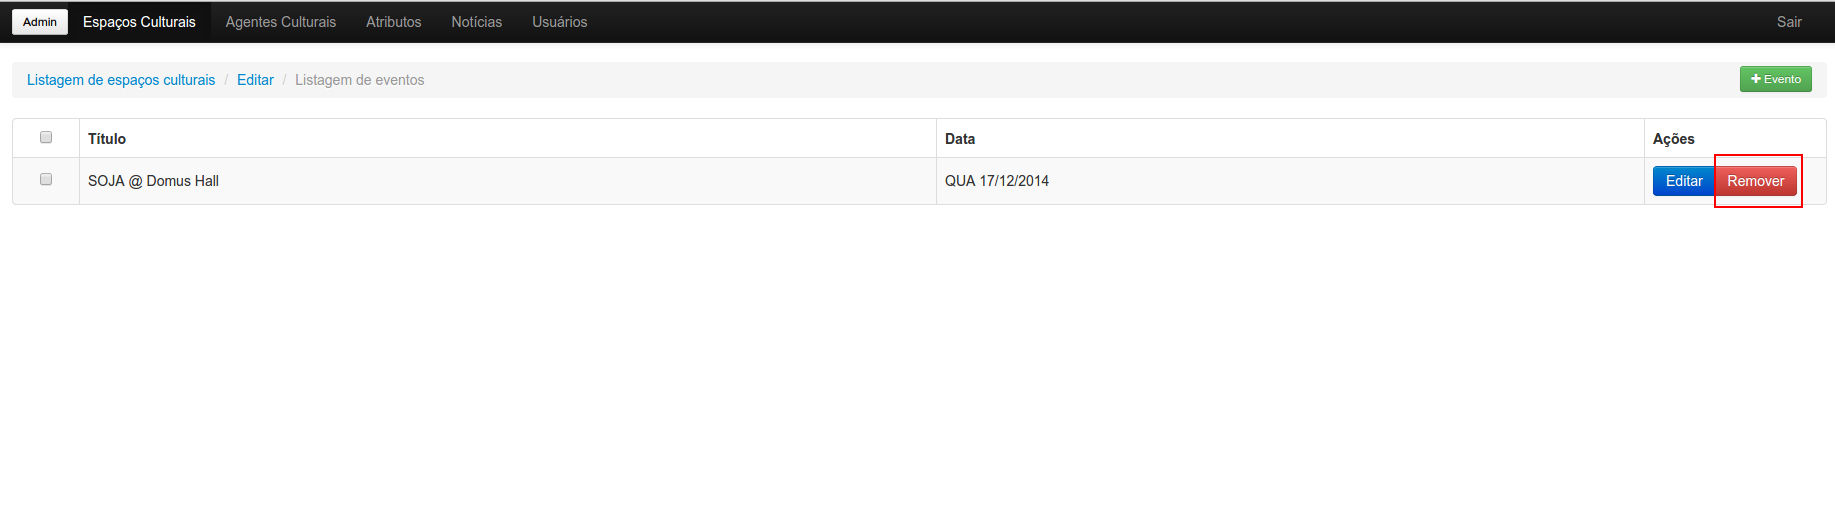 Admin Espaços Culturais Agentes Culturais Atributos Notícias Usuários Sair
Listagem de espaços culturais / Editar / Listagem de eventos + Evento
Título Data Ações
SOJA @ Domus Hall QUA 17/12/2014 Editar Remover